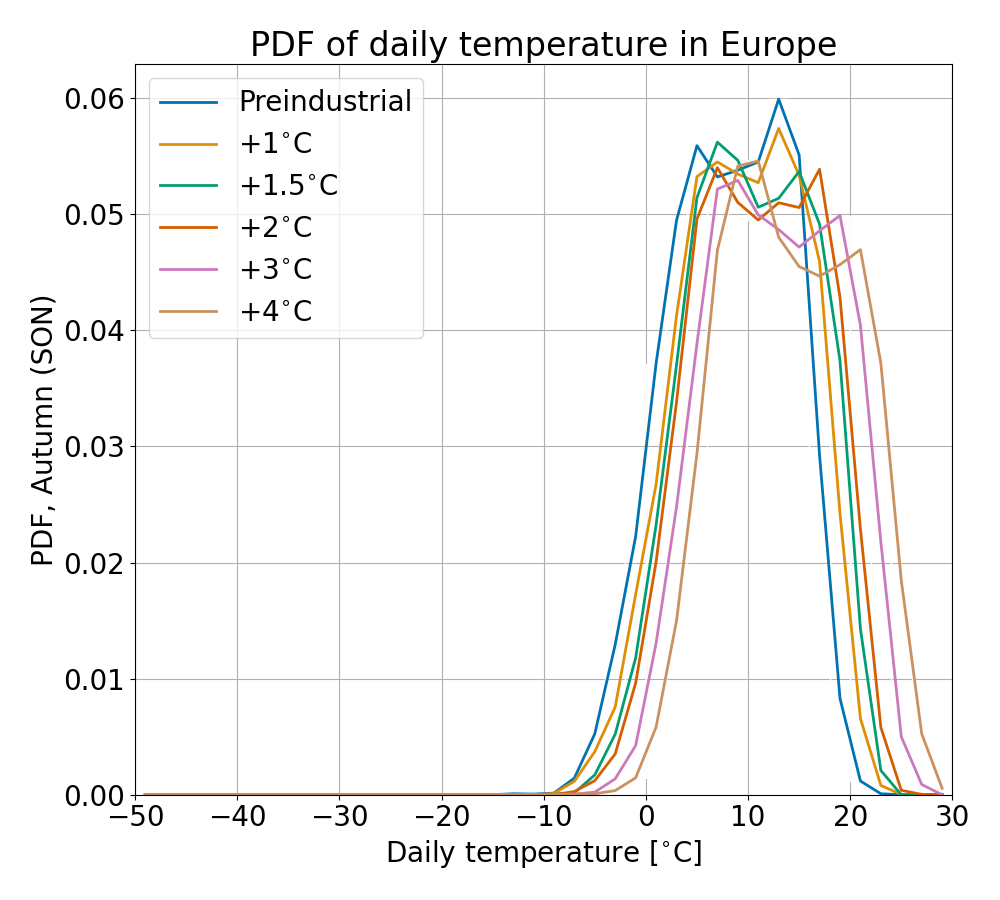 PDF of daily temperature in Europe
Preindustrial
+1°C
+1.5°C
+2°C
+3°C
+4°C
PDF, Autumn (SON)
0.06
0.05
0.04
0.03
0.02
0.01
0.00
−50 −40 −30 −20 −10 0 10 20 30
Daily temperature [°C]